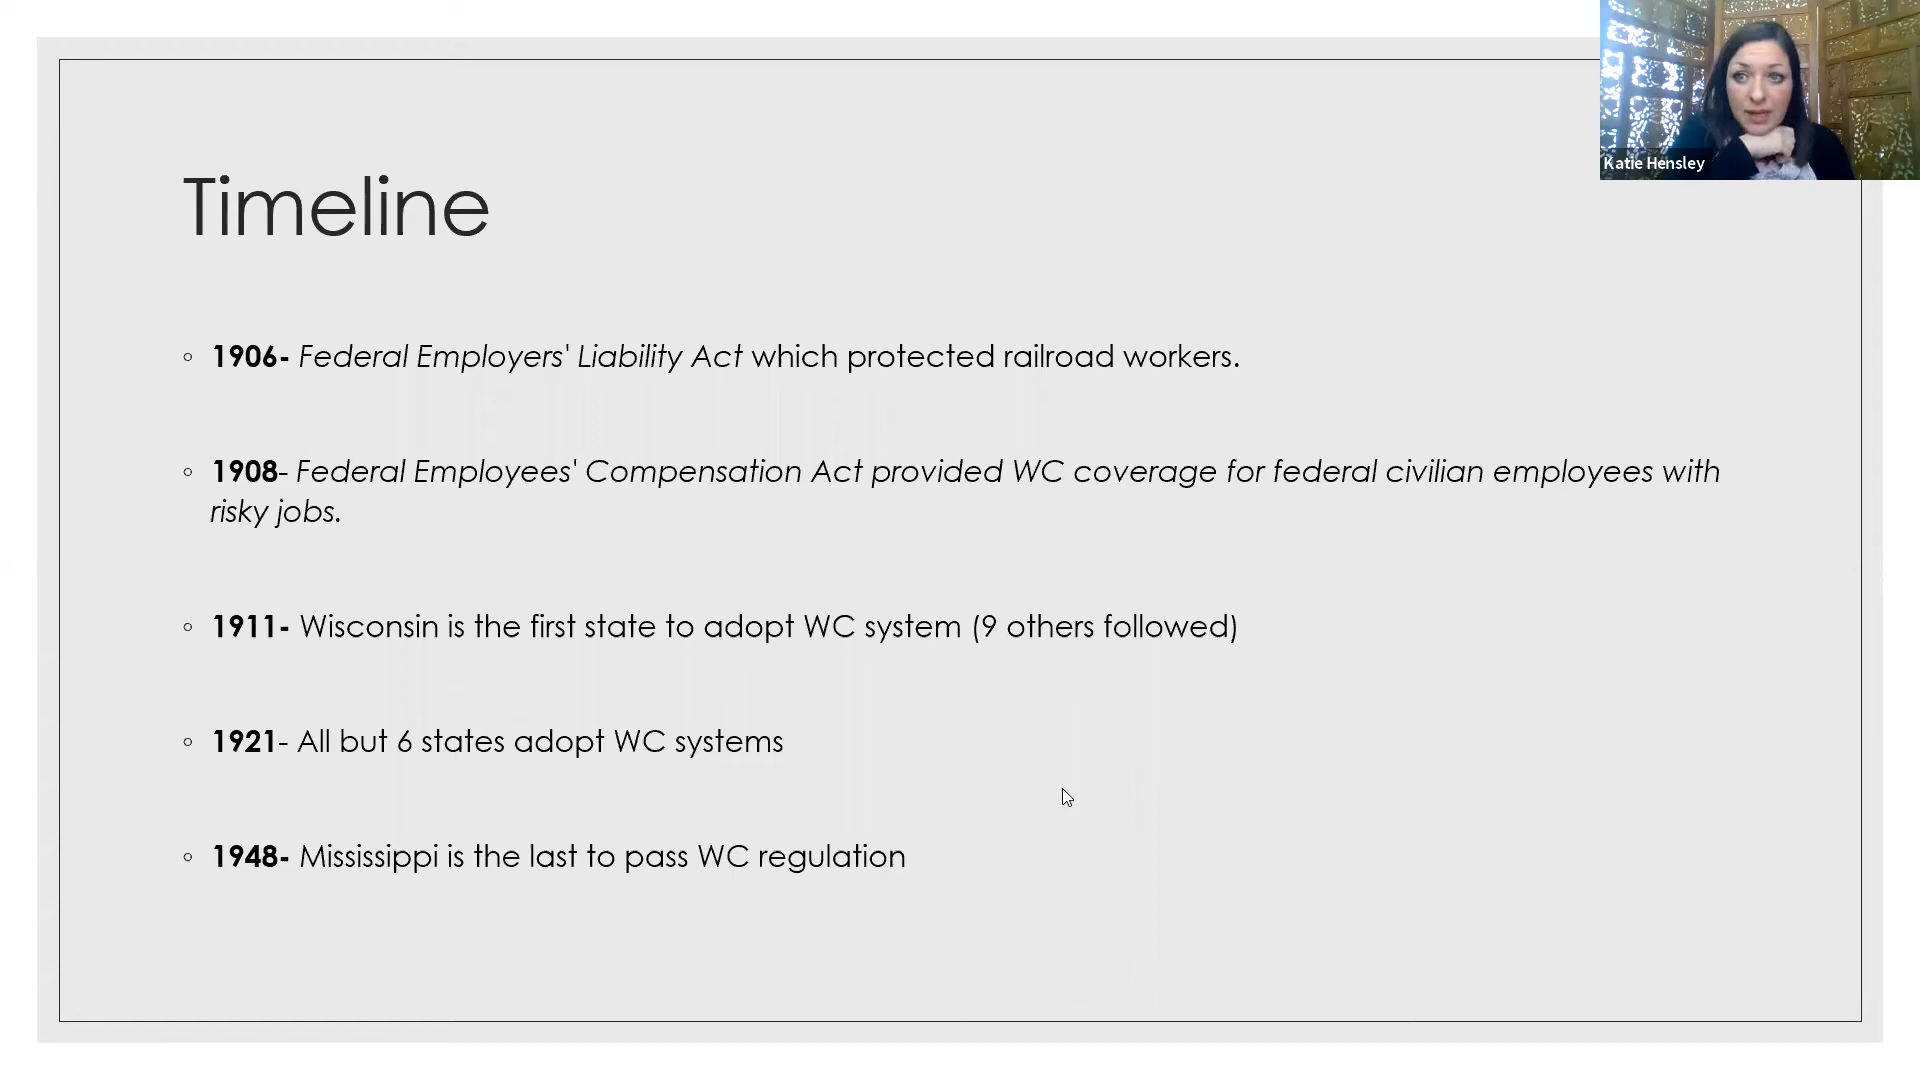 Katie Hensley
Timeline
◦ 1906- Federal Employers' Liability Act which protected railroad workers.
◦ 1908- Federal Employees' Compensation Act provided WC coverage for federal civilian employees with
risky jobs.
◦ 1911- Wisconsin is the first state to adopt WC system (9 others followed)
◦ 1921- All but 6 states adopt WC systems
◦ 1948- Mississippi is the last to pass WC regulation